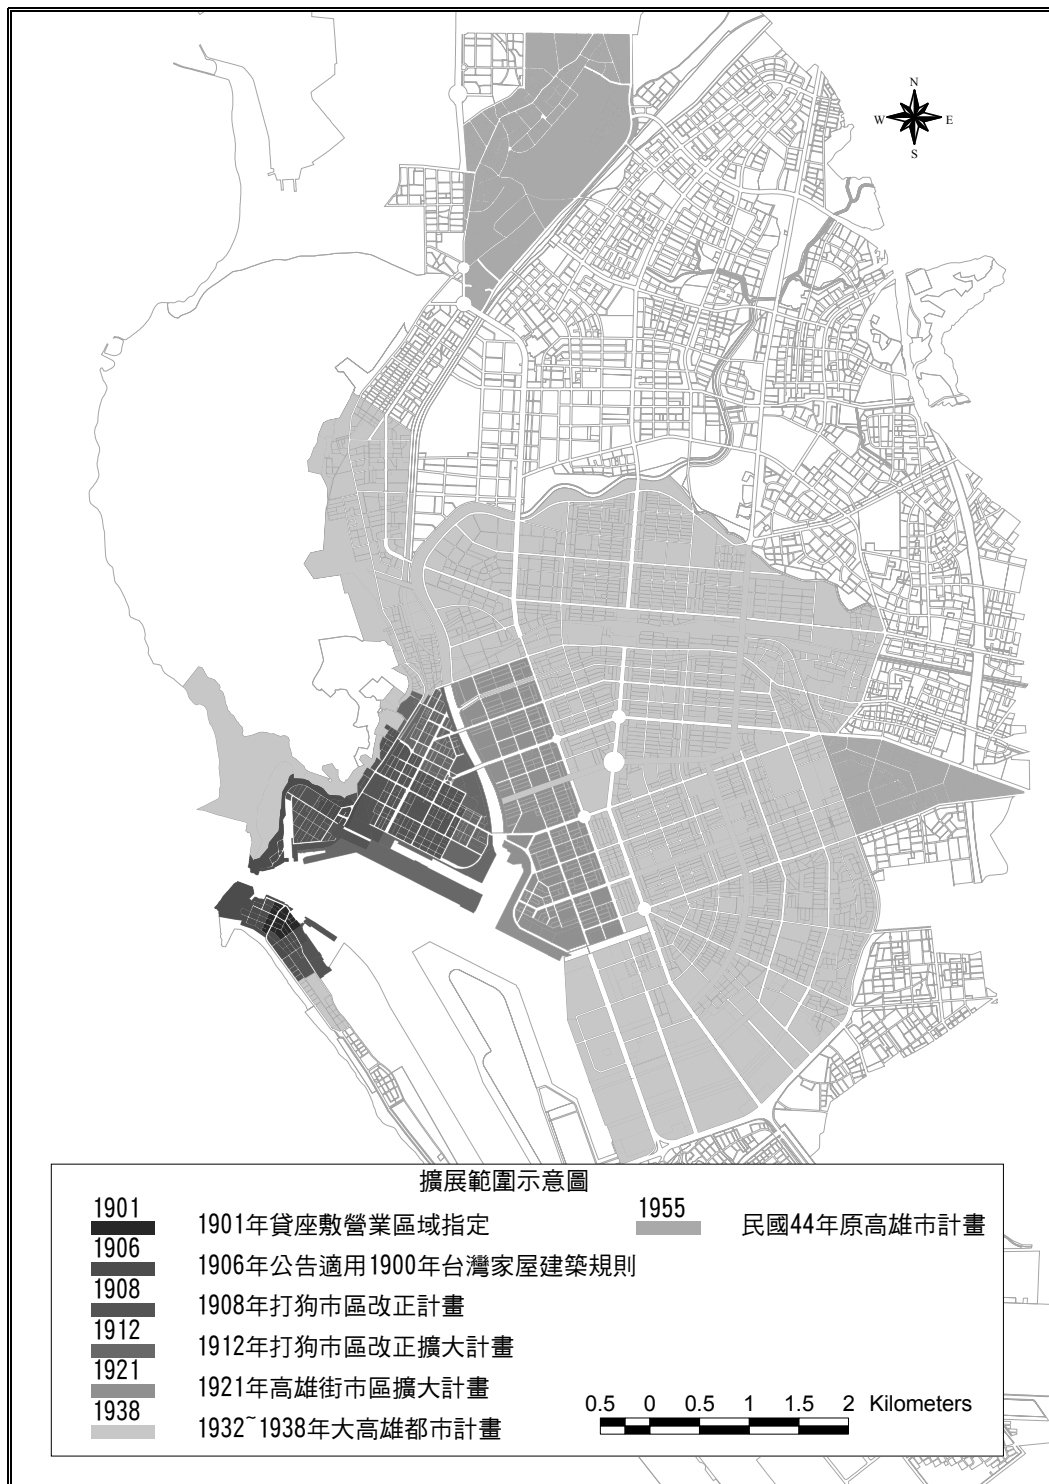 N
W E
S
擴展範圍示意圖
1901 1901年貸座敷營業區域指定
1906 1906年公告適用1900年台灣家屋建築規則
1908 1908年打狗市區改正計畫
1912 1912年打狗市區改正擴大計畫
1921 1921年高雄街市區擴大計畫
1938 1932~1938年大高雄都市計畫
1955 民國44年原高雄市計畫
0.5 0 0.5 1 1.5 2 Kilometers